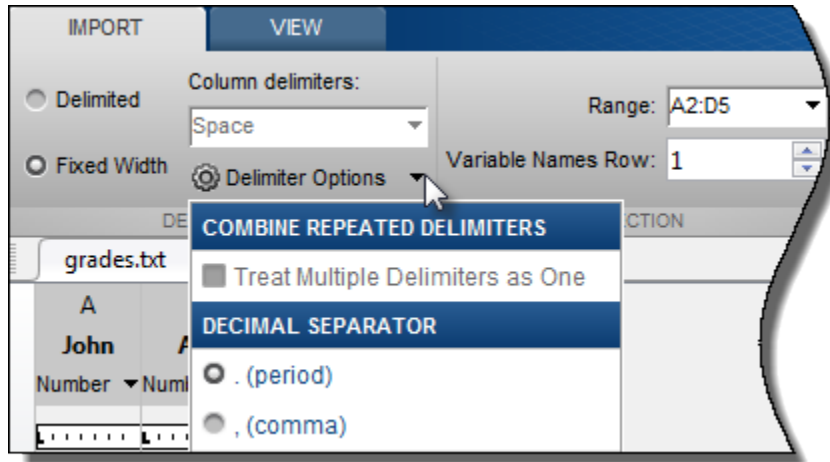 IMPORT VIEW
Delimited
Column delimiters:
Space
Range: A2:D5
Fixed Width
Delimiter Options
Variable Names Row: 1
COMBINE REPEATED DELIMITERS
grades.txt
Treat Multiple Delimiters as One
A
DECIMAL SEPARATOR
John
Number
. (period)
, (comma)